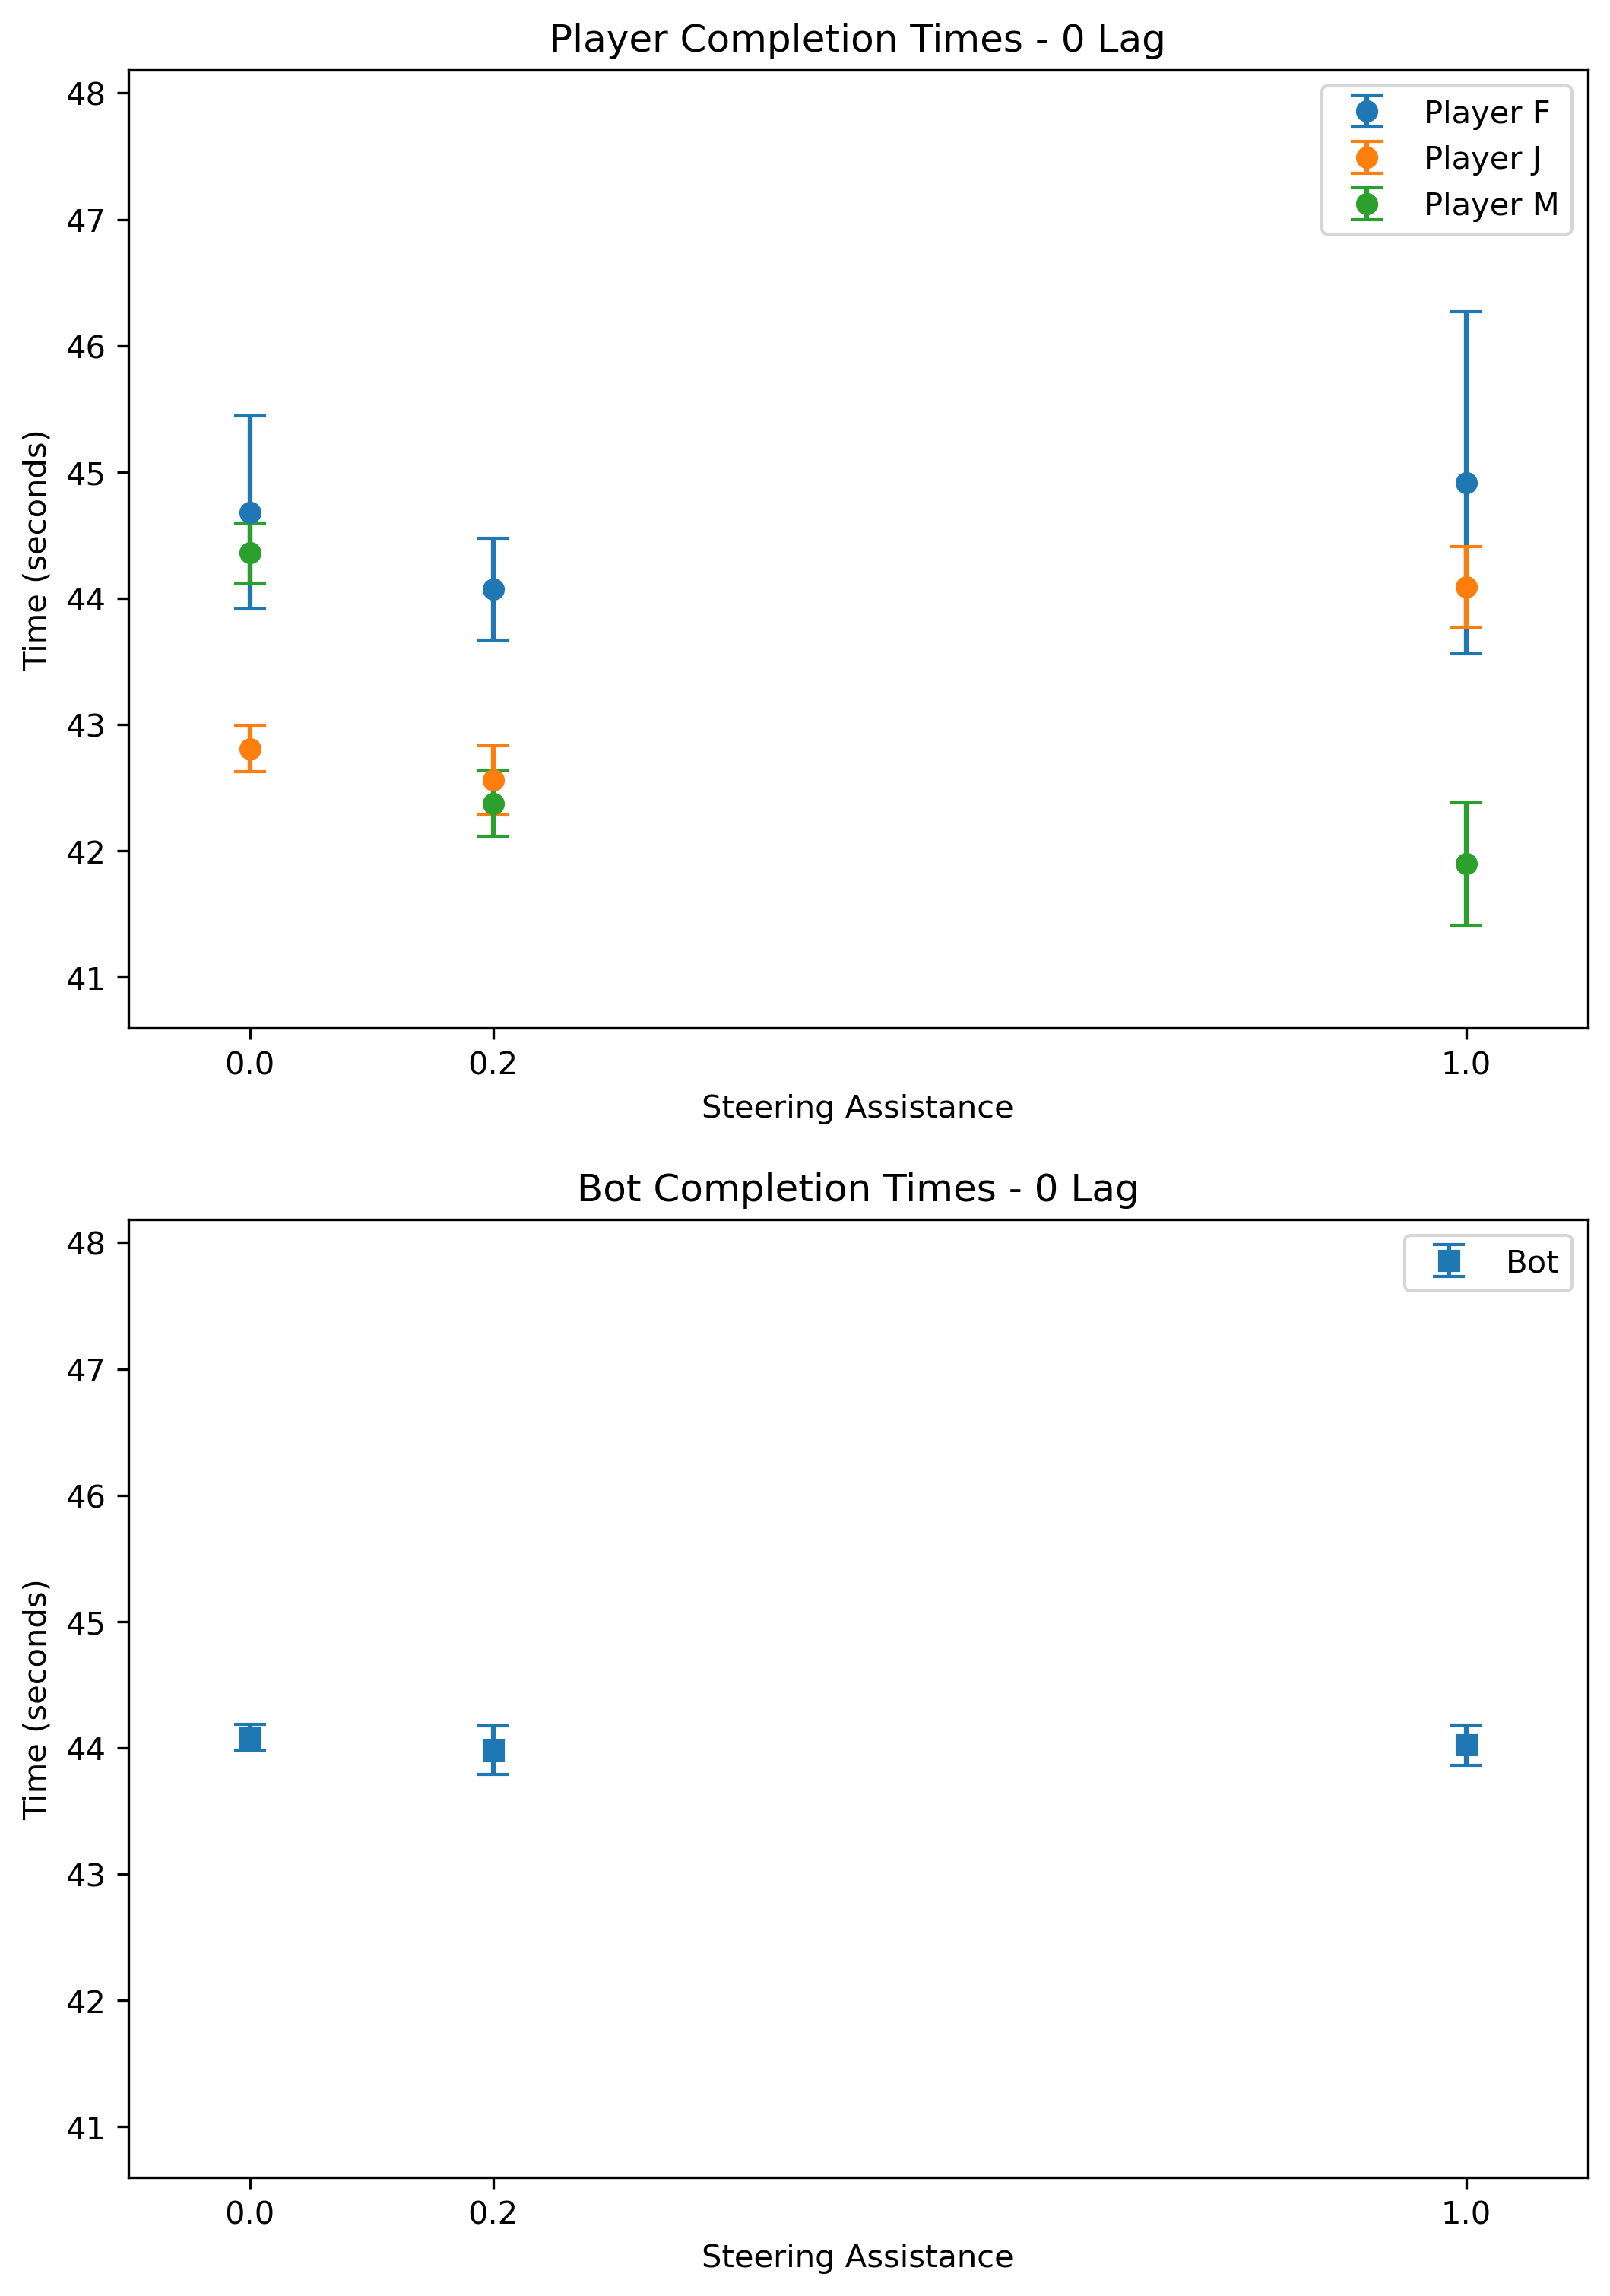 Player Completion Times - 0 Lag
48
47
46
45
44
43
42
41
Time (seconds)
Player F
Player J
Player M
0.0 0.2 1.0
Steering Assistance
Bot Completion Times - 0 Lag
48
47
46
45
44
43
42
41
Time (seconds)
Bot
0.0 0.2 1.0
Steering Assistance